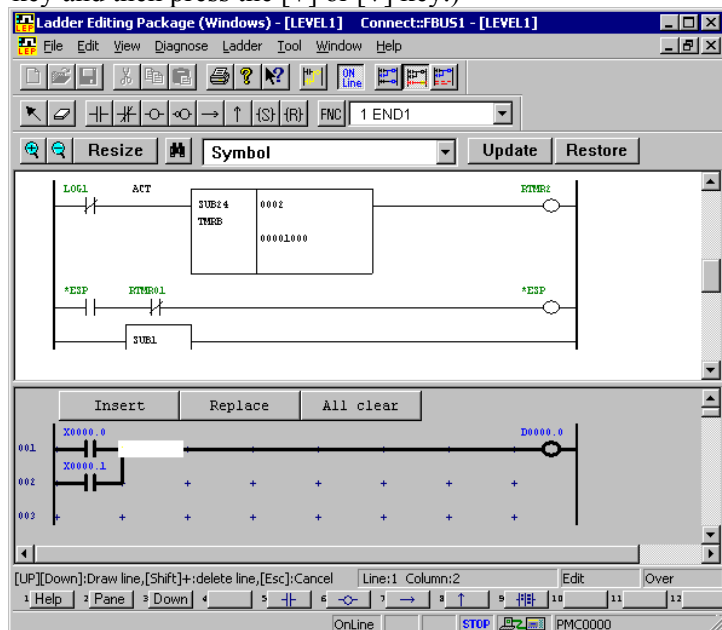 key and then press the [↑] or [↓] key.)
Ladder Editing Package (Windows) - [LEVEL1] Connect::FBUS1 - [LEVEL1]
File Edit View Diagnose Ladder Tool Window Help
ON Line
{S} {R} FNC 1 END1
Resize Symbol Update Restore
LOG1 ACT RTMR2
SUB24 0002
TMRB
00001000
*ESP RTMR01 *ESP
SUB1
Insert Replace All clear
X0000.0 D0000.0
001
X0000.1
002
003
[UP][Down]:Draw line,[Shift]+:delete line,[Esc]:Cancel Line:1 Column:2 Edit Over
1 Help 2 Pane 3 Down 4 5 6 7 8 9 10 11 12
OnLine STOP PMC0000